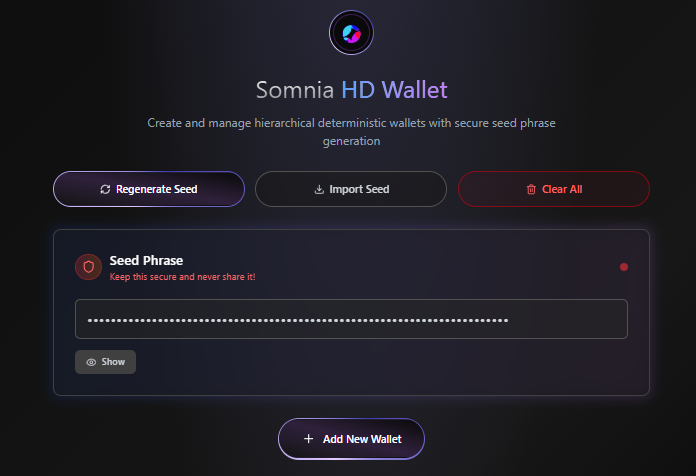 Somnia HD Wallet
Create and manage hierarchical deterministic wallets with secure seed phrase
generation
Regenerate Seed
Import Seed
Clear All
Seed Phrase
Keep this secure and never share it!
Show
Add New Wallet